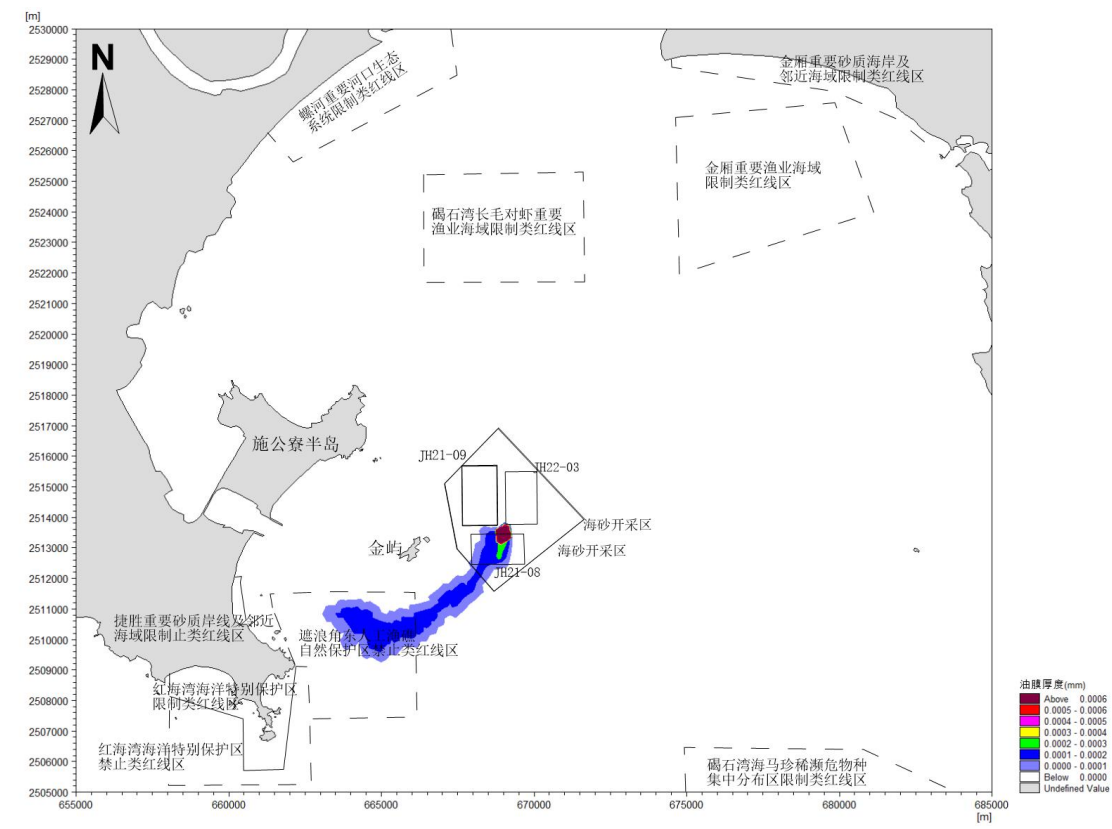 [m]
2530000
2529000
2528000
2527000
2526000
2525000
2524000
2523000
2522000
2521000
2520000
2519000
2518000
2517000
2516000
2515000
2514000
2513000
2512000
2511000
2510000
2509000
2508000
2507000
2506000
2505000
N
螺河重要河口生态
系统限制类红线区
金厢重要砂质海岸及
邻近海域限制类红线区
金厢重要渔业海域
限制类红线区
碣石湾长毛对虾重要
渔业海域限制类红线区
施公寮半岛
JH21-09
JH22-03
海砂开采区
金屿
海砂开采区
JH21-08
捷胜重要砂质岸线及邻近
海域限制止类红线区
遮浪角东人工鱼礁
自然保护区禁止类红线区
红海湾海洋特别保护区
限制类红线区
红海湾海洋特别保护区
禁止类红线区
碣石湾海马珍稀濒危物种
集中分布区限制类红线区
655000
660000
665000
670000
675000
680000
685000
[m]
油膜厚度(mm)
Above 0.0006
0.0005 - 0.0006
0.0004 - 0.0005
0.0003 - 0.0004
0.0002 - 0.0003
0.0001 - 0.0002
0.0000 - 0.0001
Below 0.0000
Undefined Value